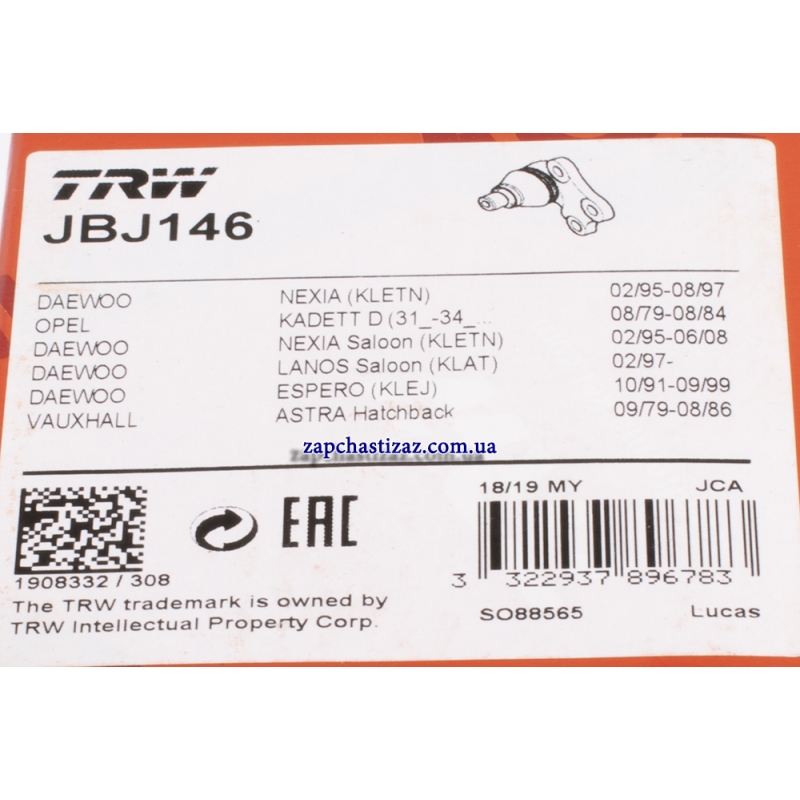 TRW
JBJ146
DAEWOO NEXIA (KLETN) 02/95-08/97
OPEL KADETT D (31_-34_... 08/79-08/84
DAEWOO NEXIA Saloon (KLETN) 02/95-06/08
DAEWOO LANOS Saloon (KLAT) 02/97-
DAEWOO ESPERO (KLEJ) 10/91-09/99
VAUXHALL ASTRA Hatchback 09/79-08/86
zapchastizaz.com.ua
18/19 MY JCA
EAC
1908332 / 308
3 322937 896783
The TRW trademark is owned by
TRW Intellectual Property Corp.
SO88565 Lucas